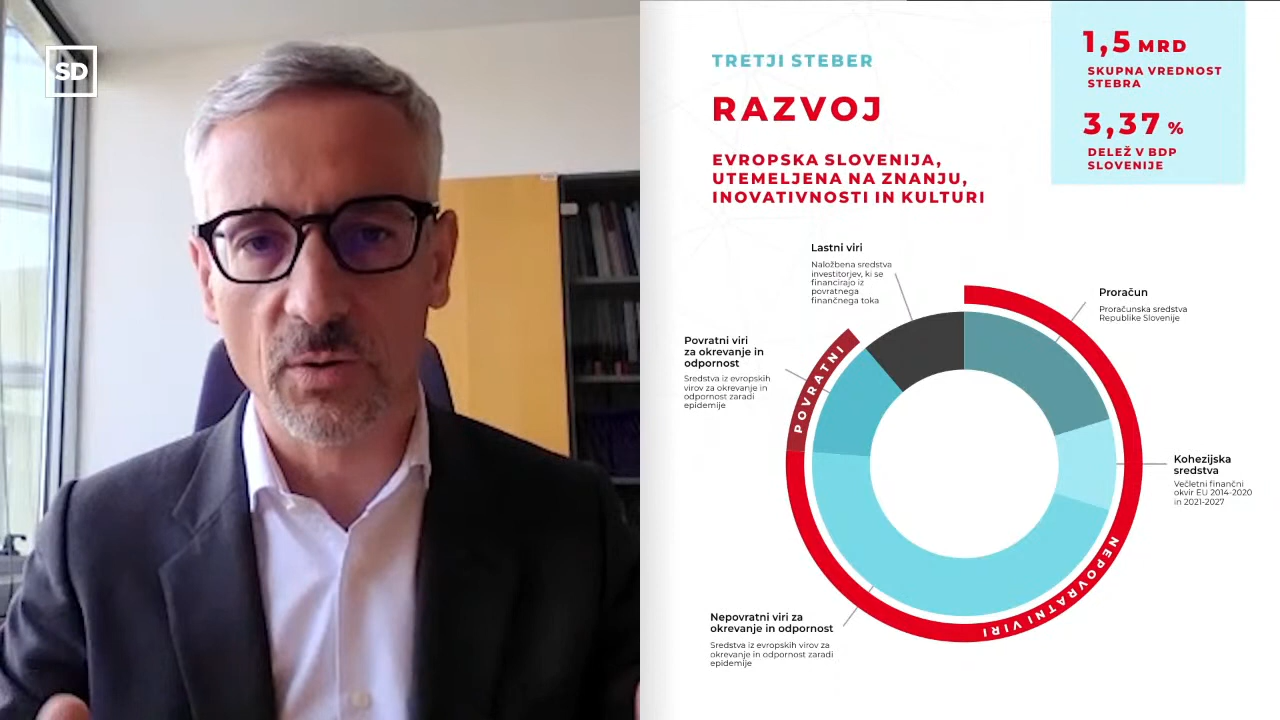 SD
TRETJI STEBER
RAZVOJ
EVROPSKA SLOVENIJA,
UTEMELJENA NA ZNANJU,
INOVATIVNOSTI IN KULTURI
1,5 MRD
SKUPNA VREDNOST
STEBRA
3,37 %
DELEŽ V BDP
SLOVENIJE
Lastni viri
Naložbena sredstva
investitorjev, ki se
financirajo iz
povratnega
finančnega toka
Proračun
Proračunska sredstva
Republike Slovenije
Povratni viri
za okrevanje in
odpornost
Sredstva iz evropskih
virov za okrevanje in
odpornost zaradi
epidemije
POVRATNI
Kohezijska
sredstva
Večletni finančni
okvir EU 2014-2020
in 2021-2027
NEPOVRATNI VIRI
Nepovratni viri za
okrevanje in odpornost
Sredstva iz evropskih virov za
okrevanje in odpornost zaradi
epidemije